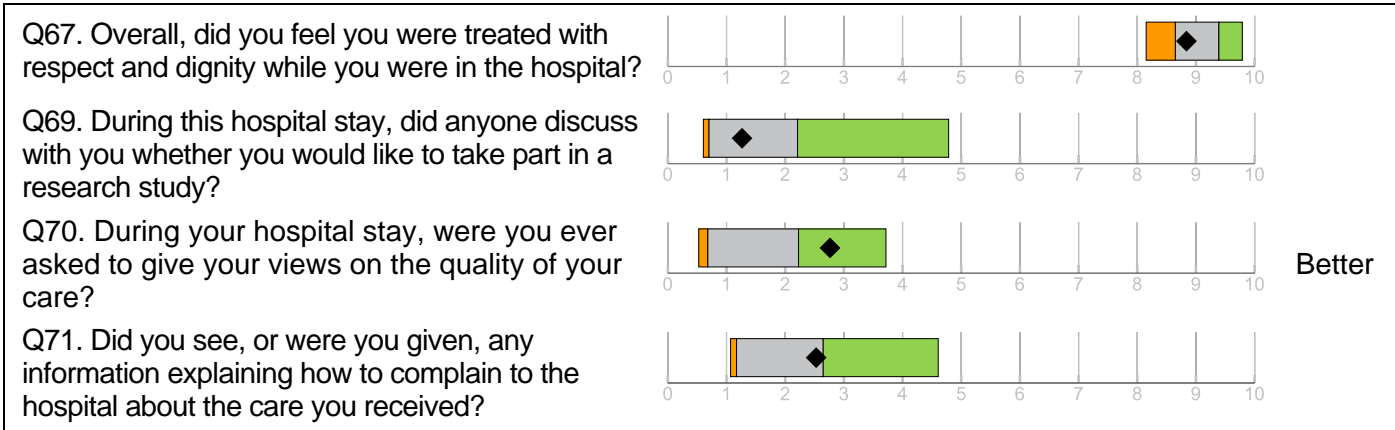 Q67. Overall, did you feel you were treated with
respect and dignity while you were in the hospital?
0 1 2 3 4 5 6 7 8 9 10
Q69. During this hospital stay, did anyone discuss
with you whether you would like to take part in a
research study?
0 1 2 3 4 5 6 7 8 9 10
Q70. During your hospital stay, were you ever
asked to give your views on the quality of your
care?
0 1 2 3 4 5 6 7 8 9 10
Better
Q71. Did you see, or were you given, any
information explaining how to complain to the
hospital about the care you received?
0 1 2 3 4 5 6 7 8 9 10